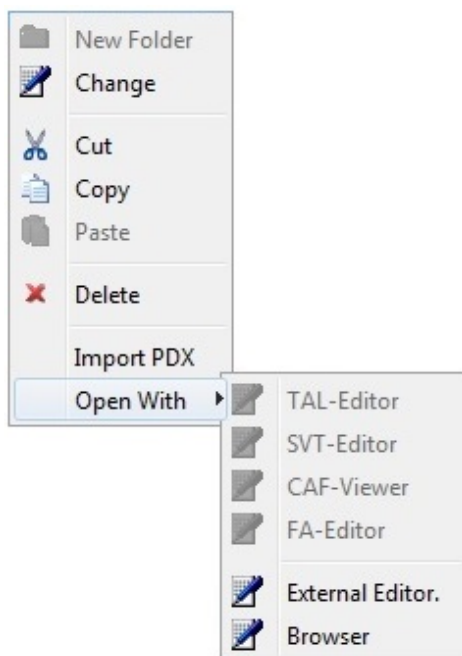 New Folder
Change
Cut
Copy
Paste
Delete
Import PDX
Open With
TAL-Editor
SVT-Editor
CAF-Viewer
FA-Editor
External Editor.
Browser